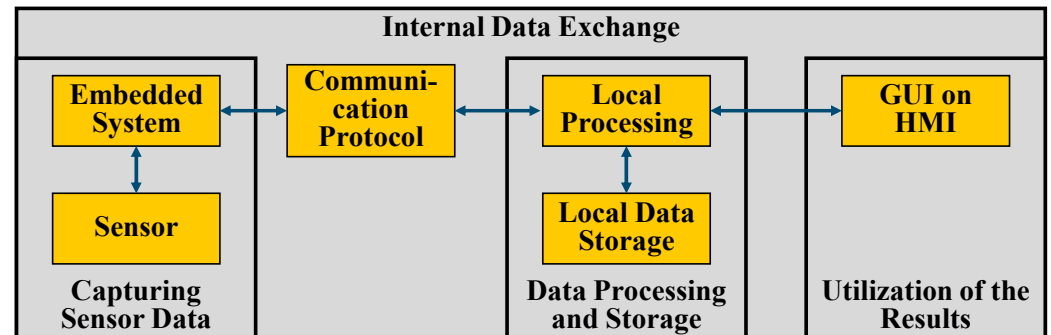 Internal Data Exchange
Embedded
System
Communi-
cation
Protocol
Local
Processing
GUI on
HMI
Sensor
Local Data
Storage
Capturing
Sensor Data
Data Processing
and Storage
Utilization of the
Results